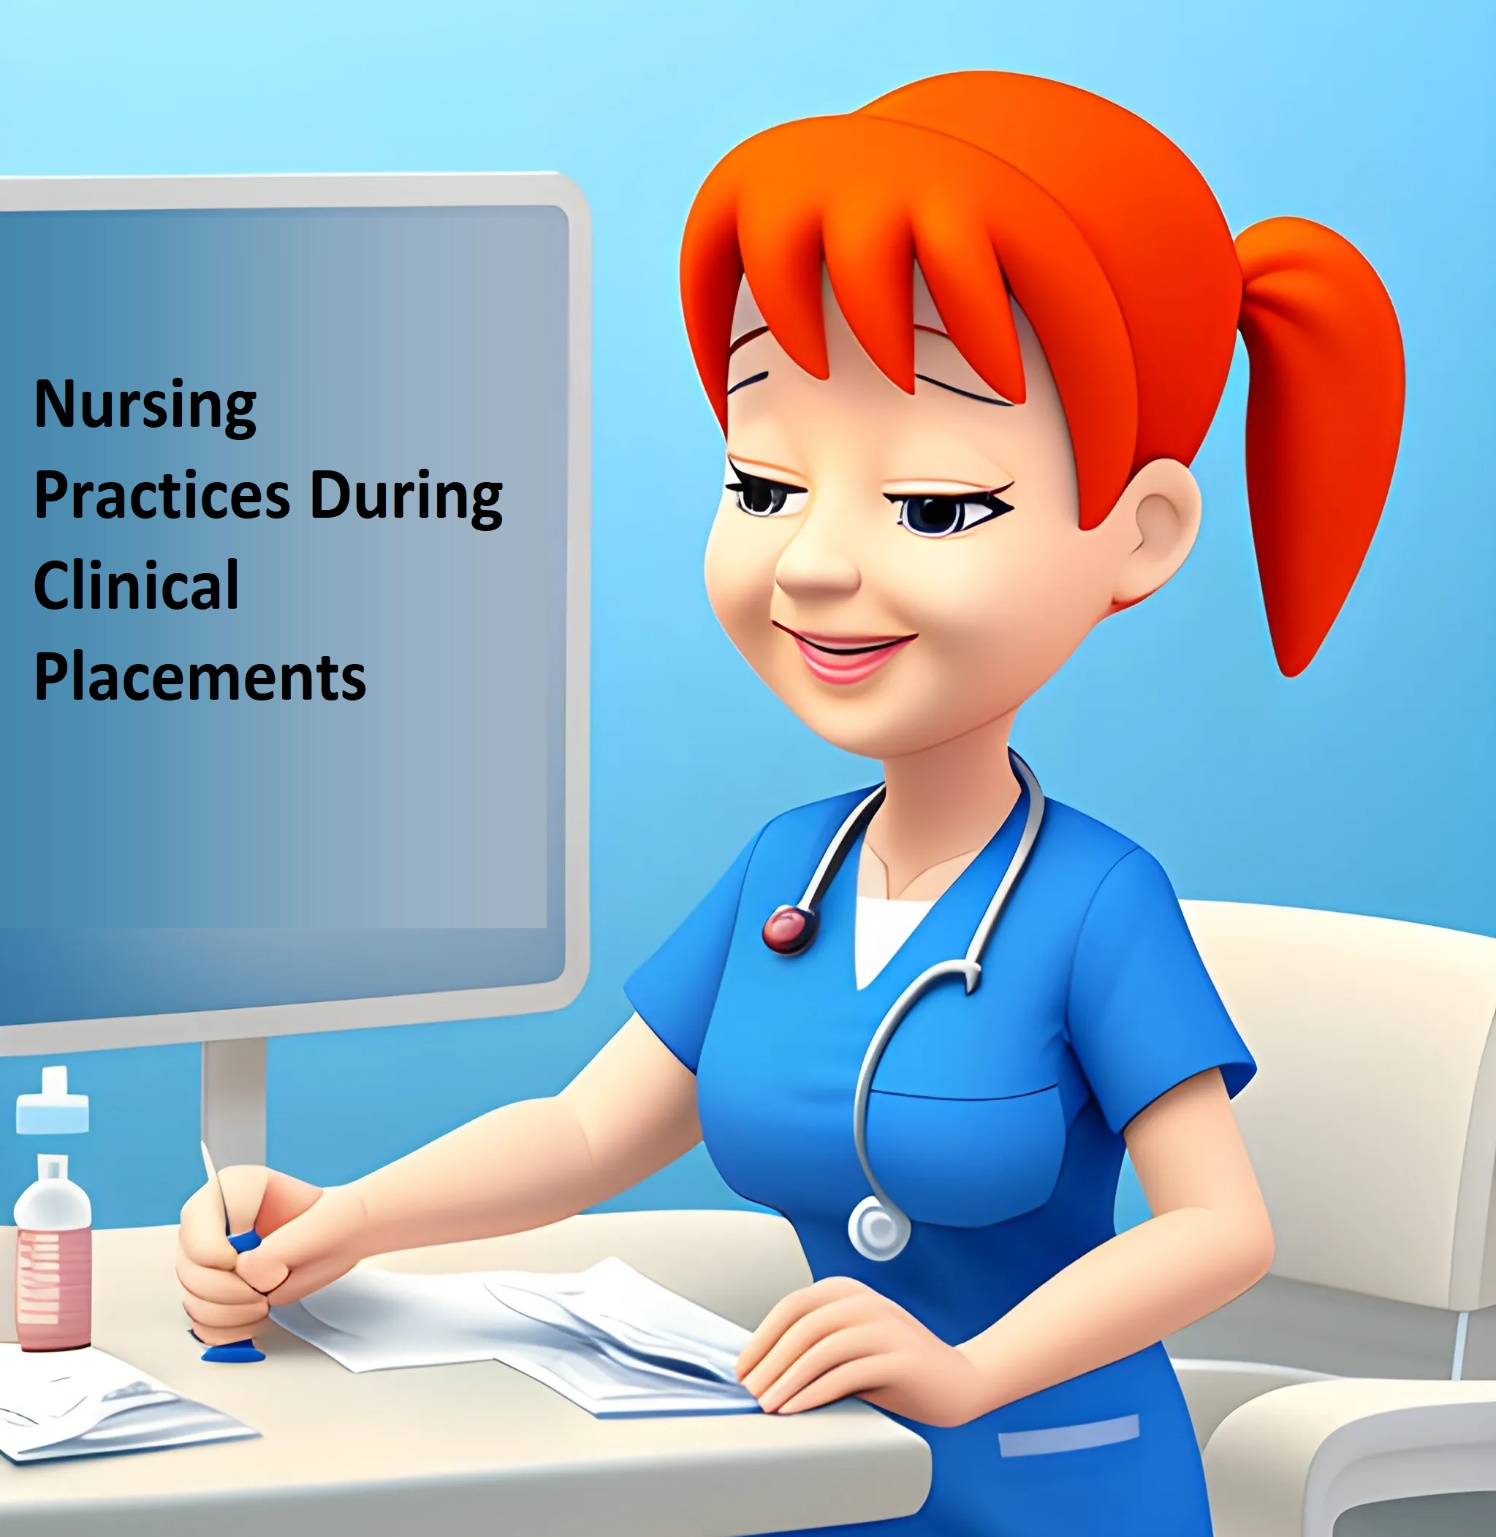 Nursing
Practices During
Clinical
Placements